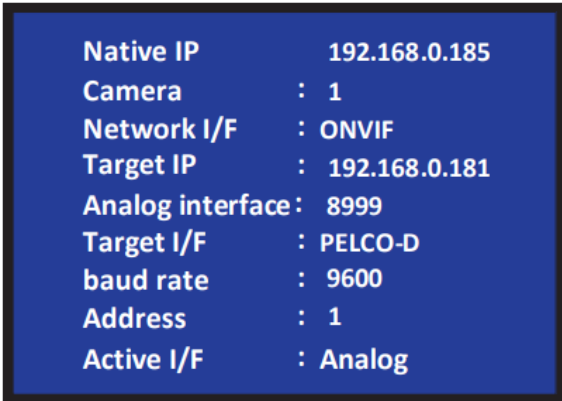 Native IP 192.168.0.185
Camera : 1
Network I/F : ONVIF
Target IP : 192.168.0.181
Analog interface : 8999
Target I/F : PELCO-D
baud rate : 9600
Address : 1
Active I/F : Analog